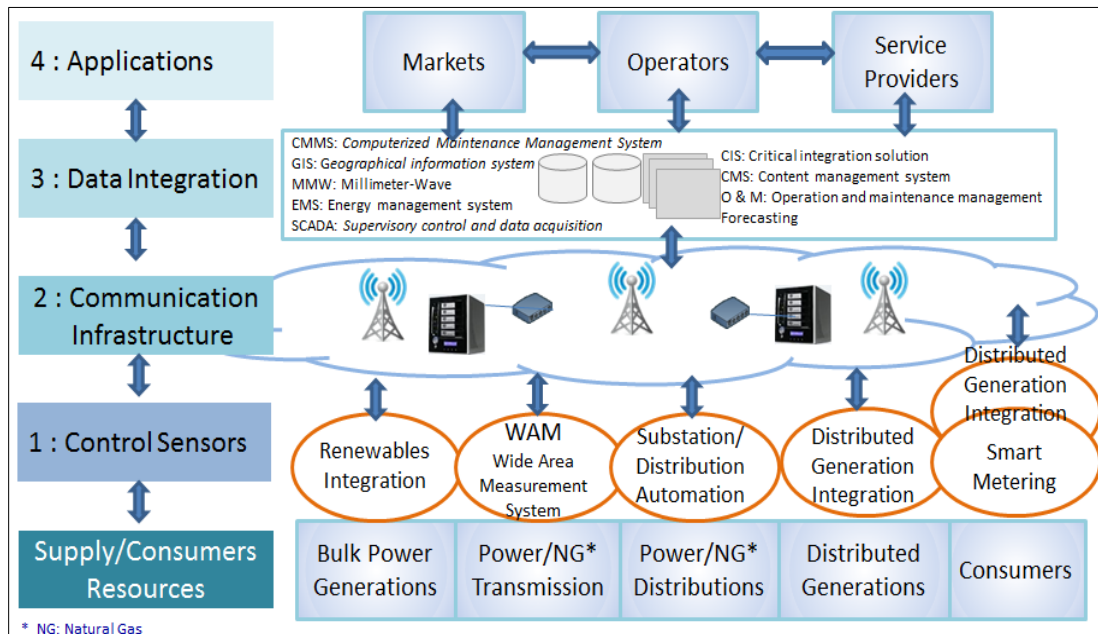 4 : Applications
Markets
Operators
Service
Providers
3 : Data Integration
CMMS: Computerized Maintenance Management System
GIS: Geographical information system
MMW: Millimeter-Wave
EMS: Energy management system
SCADA: Supervisory control and data acquisition
CIS: Critical integration solution
CMS: Content management system
O & M: Operation and maintenance management
Forecasting
2 : Communication
Infrastructure
1 : Control Sensors
Renewables
Integration
WAM
Wide Area
Measurement
System
Substation/
Distribution
Automation
Distributed
Generation
Integration
Distributed
Generation
Integration
Smart
Metering
Supply/Consumers
Resources
Bulk Power
Generations
Power/NG*
Transmission
Power/NG*
Distributions
Distributed
Generations
Consumers
* NG: Natural Gas